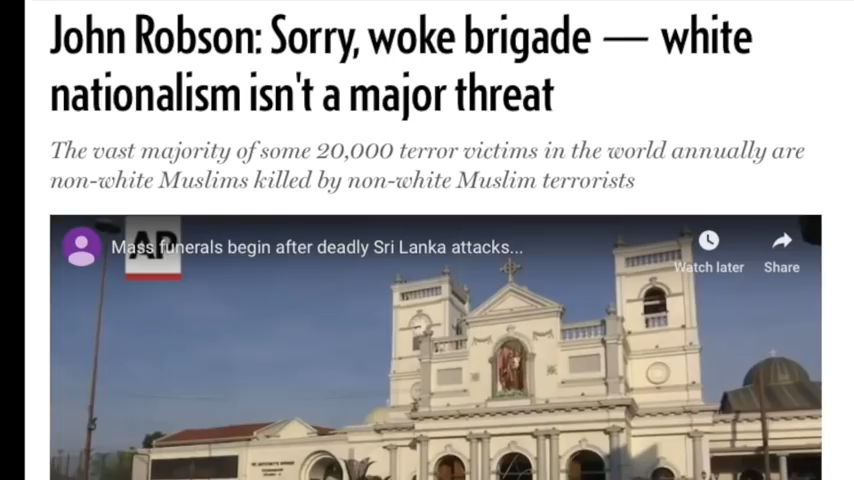 John Robson: Sorry, woke brigade — white
nationalism isn't a major threat
The vast majority of some 20,000 terror victims in the world annually are
non-white Muslims killed by non-white Muslim terrorists
AP
Mass funerals begin after deadly Sri Lanka attacks...
Watch later
Share